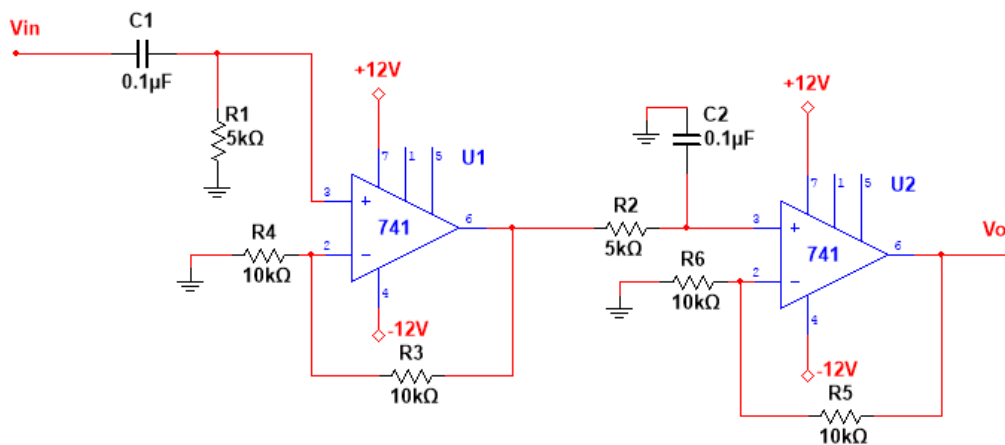 Vin
C1
0.1µF
R1
5kΩ
+12V
7
1
5
U1
3
+
741
6
2
−
4
-12V
R4
10kΩ
R3
10kΩ
C2
0.1µF
R2
5kΩ
+12V
7
1
5
U2
3
+
741
6
Vo
2
−
4
-12V
R6
10kΩ
R5
10kΩ